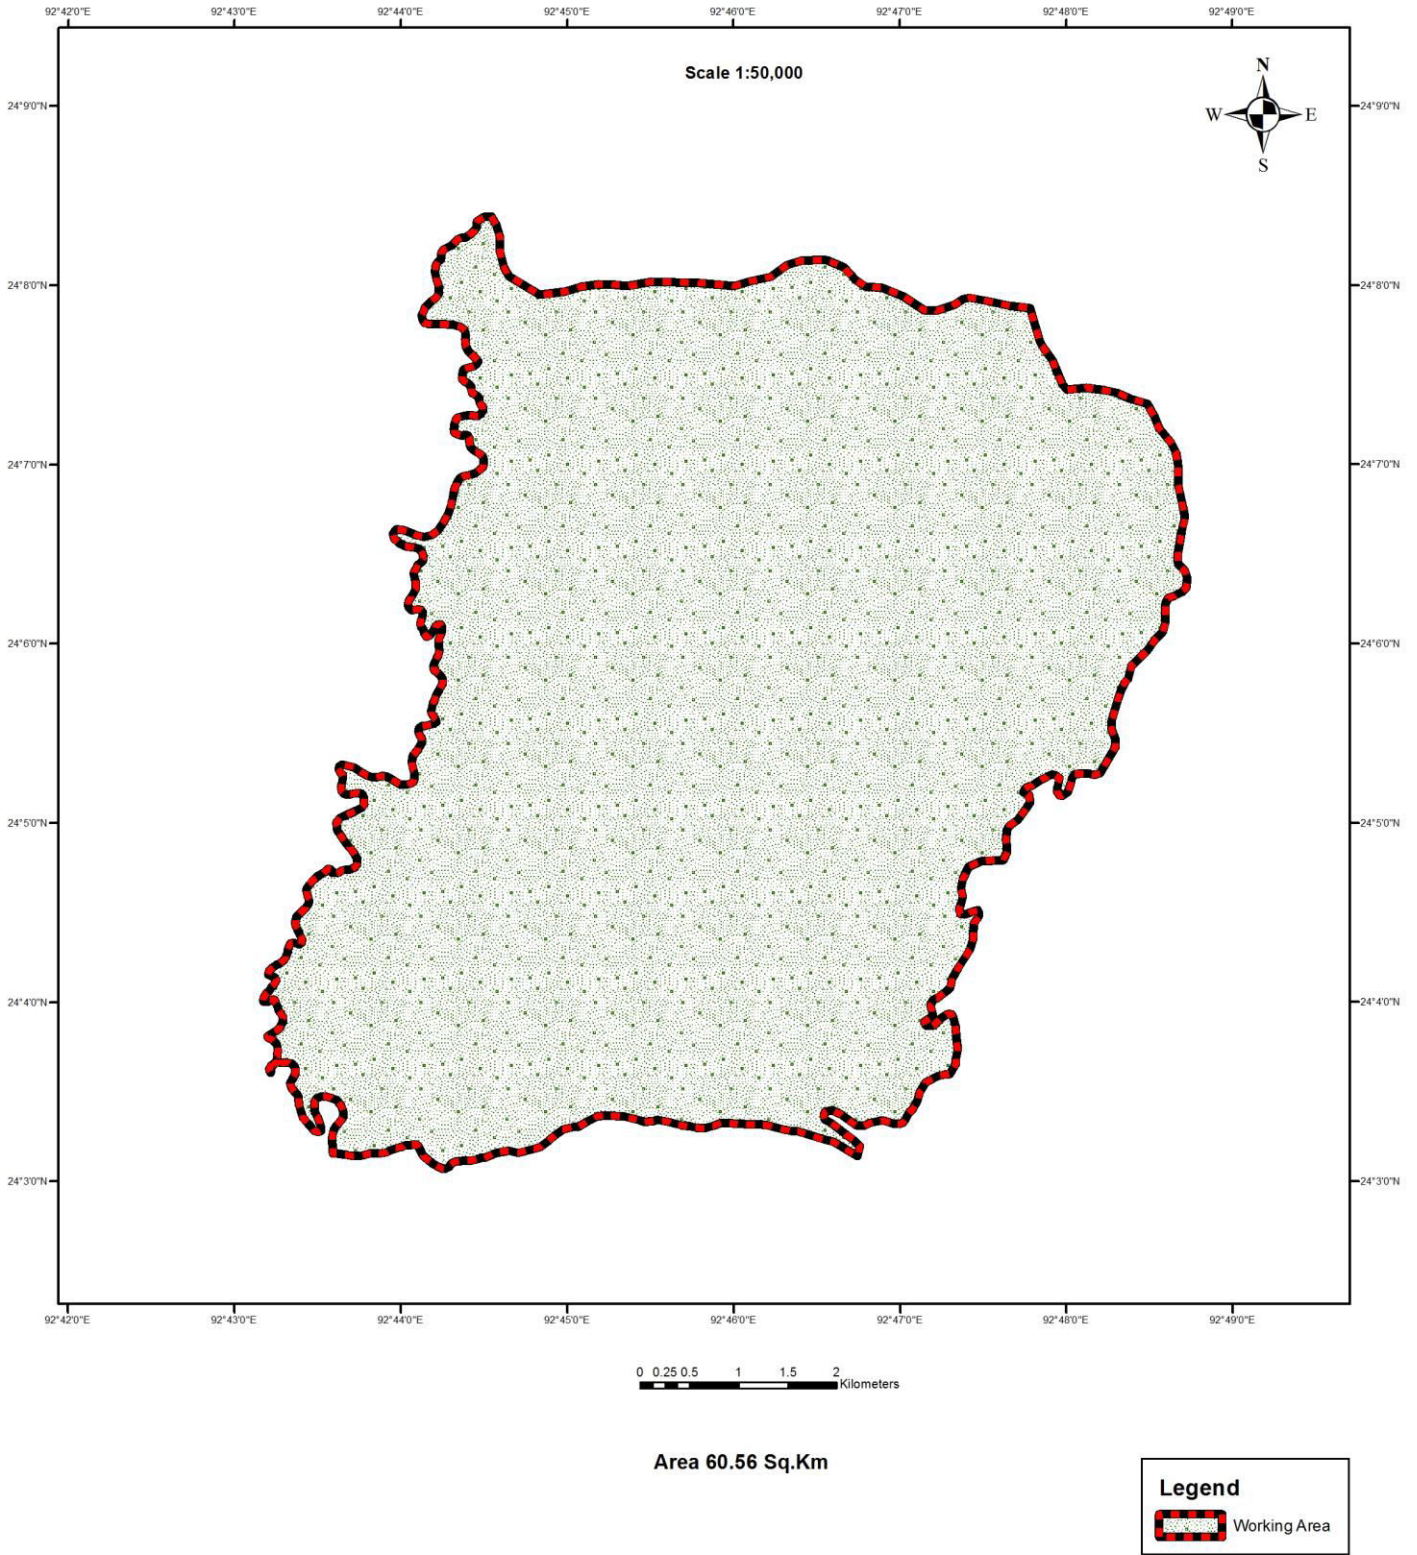 92°42'0"E 92°43'0"E 92°44'0"E 92°45'0"E 92°46'0"E 92°47'0"E 92°48'0"E 92°49'0"E
Scale 1:50,000
N
W E
S
24°9'0"N 24°9'0"N
24°8'0"N 24°8'0"N
24°7'0"N 24°7'0"N
24°6'0"N 24°6'0"N
24°5'0"N 24°5'0"N
24°4'0"N 24°4'0"N
24°3'0"N 24°3'0"N
92°42'0"E 92°43'0"E 92°44'0"E 92°45'0"E 92°46'0"E 92°47'0"E 92°48'0"E 92°49'0"E
0 0.25 0.5 1 1.5 2
Kilometers
Area 60.56 Sq.Km
Legend
Working Area